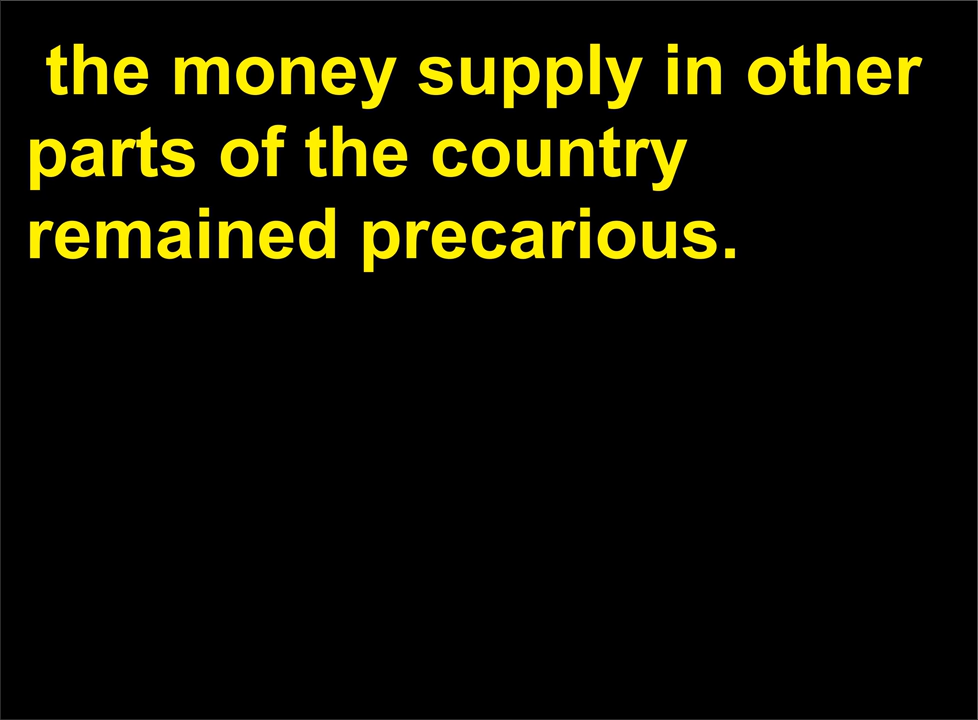 the money supply in other
parts of the country
remained precarious.